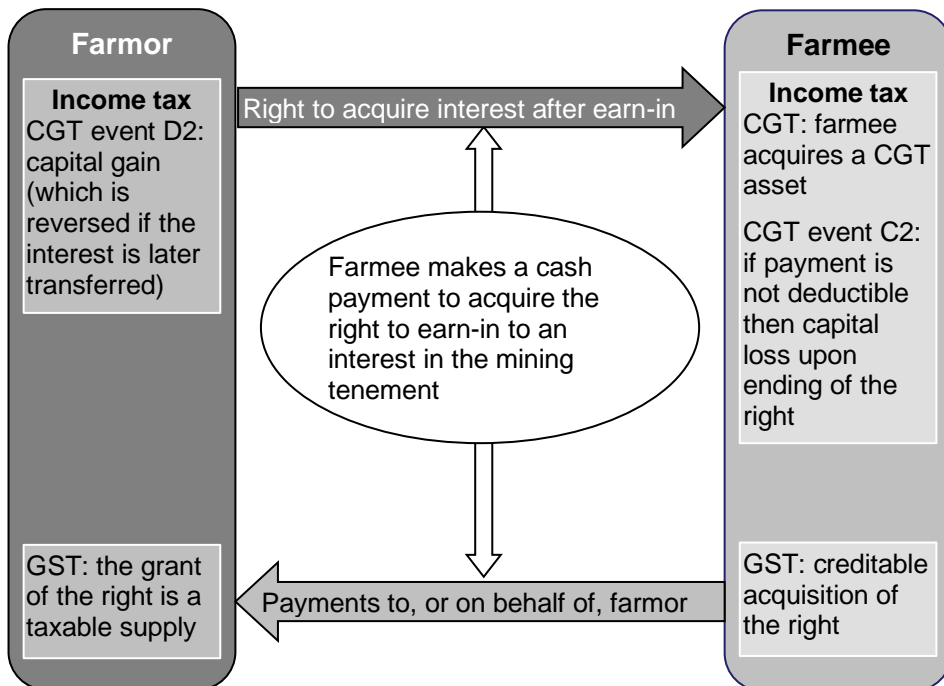 Farmor
Income tax
CGT event D2:
capital gain
(which is
reversed if the
interest is later
transferred)
GST: the grant
of the right is a
taxable supply
Right to acquire interest after earn-in
Farmee makes a cash
payment to acquire the
right to earn-in to an
interest in the mining
tenement
Payments to, or on behalf of, farmor
Farmee
Income tax
CGT: farmee
acquires a CGT
asset
CGT event C2:
if payment is
not deductible
then capital
loss upon
ending of the
right
GST: creditable
acquisition of
the right